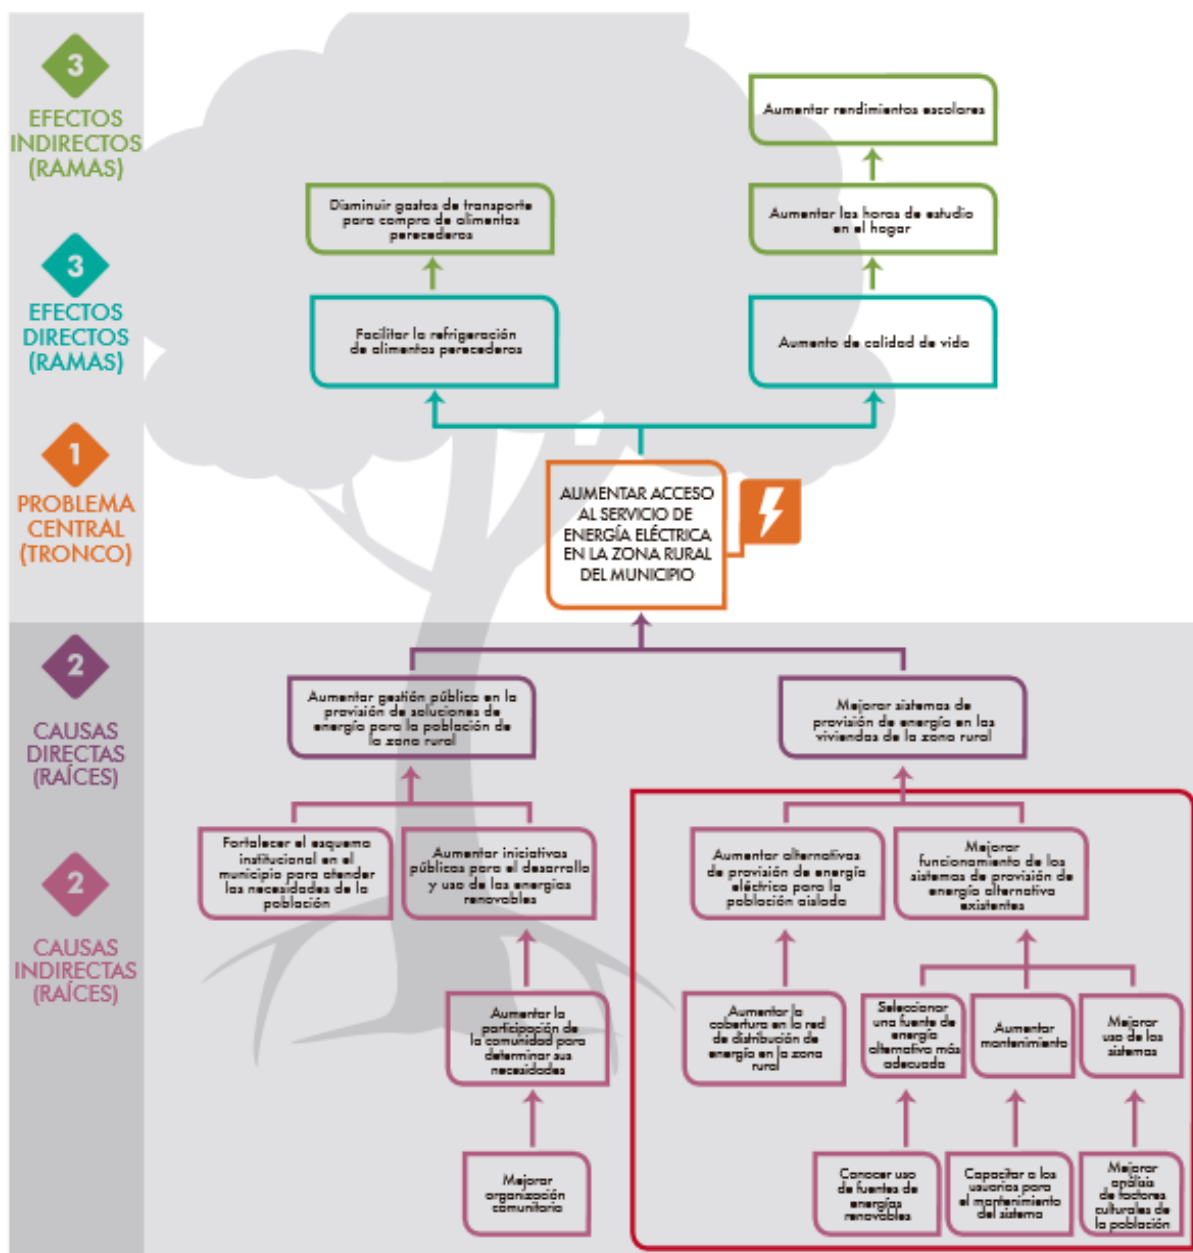 3
EFECTOS
INDIRECTOS
(RAMAS)
Aumentar rendimientos escolares
Disminuir gastos de transporte
para compra de alimentos
perecederos
Aumentar las horas de estudio
en el hogar
3
EFECTOS
DIRECTOS
(RAMAS)
Facilitar la refrigeración
de alimentos perecederos
Aumento de calidad de vida
1
PROBLEMA
CENTRAL
(TRONCO)
AUMENTAR ACCESO
AL SERVICIO DE
ENERGÍA ELÉCTRICA
EN LA ZONA RURAL
DEL MUNICIPIO
2
CAUSAS
DIRECTAS
(RAÍCES)
Aumentar gestión pública en la
provisión de soluciones de
energía para la población de
la zona rural
Mejorar sistemas de
provisión de energía en las
viviendas de la zona rural
2
CAUSAS
INDIRECTAS
(RAÍCES)
Fortalecer el esquema
institucional en el
municipio para atender
las necesidades de la
población
Aumentar iniciativas
públicas para el desarrollo
y uso de las energías
renovables
Aumentar alternativas
de provisión de energía
eléctrica para la
población aislada
Mejorar
funcionamiento de los
sistemas de provisión de
energía alternativa
existentes
Aumentar la
participación de
la comunidad para
determinar sus
necesidades
Aumentar la
cobertura en la red
de distribución de
energía en la zona
rural
Seleccionar
una fuente de
energía
alternativa más
adecuada
Aumentar
mantenimiento
Mejorar
uso de los
sistemas
Mejorar
organización
comunitaria
Conocer uso
de fuentes de
energías
renovables
Capacitar a los
usuarios para
el mantenimiento
del sistema
Mejorar
análisis
de factores
culturales de
la población